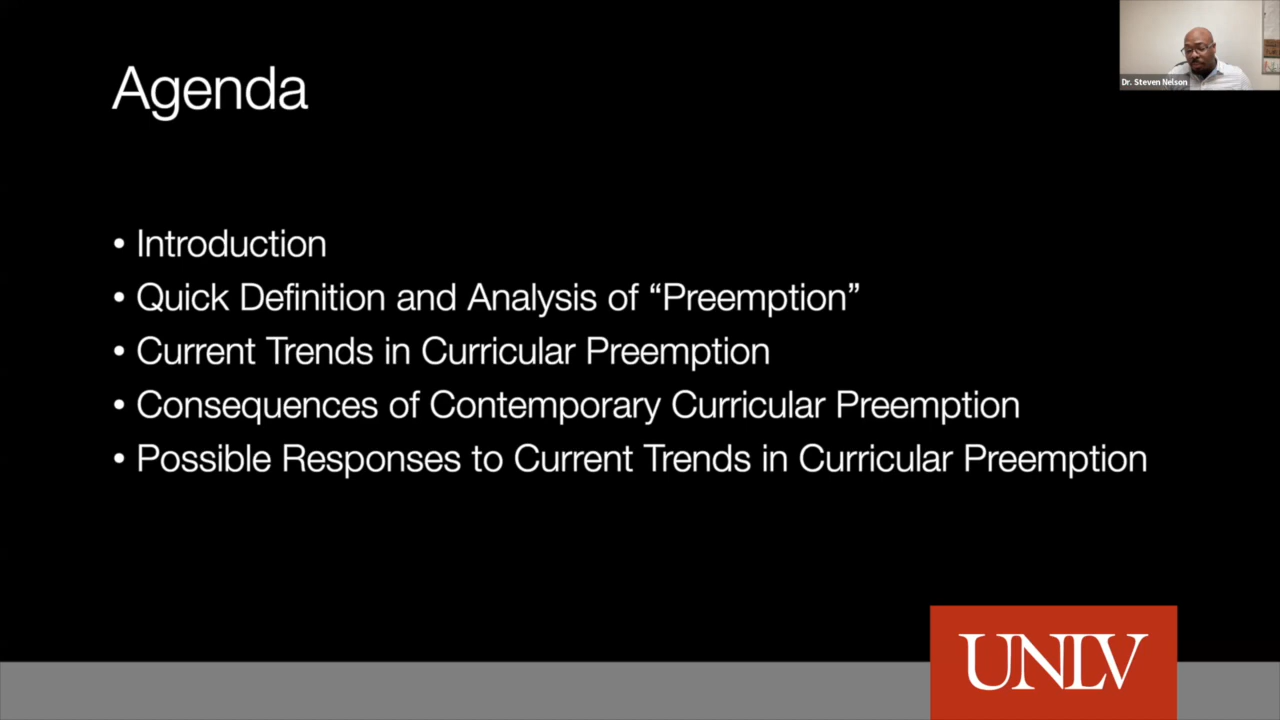 Agenda
Dr. Steven Nelson
• Introduction
• Quick Definition and Analysis of “Preemption”
• Current Trends in Curricular Preemption
• Consequences of Contemporary Curricular Preemption
• Possible Responses to Current Trends in Curricular Preemption
UNLV